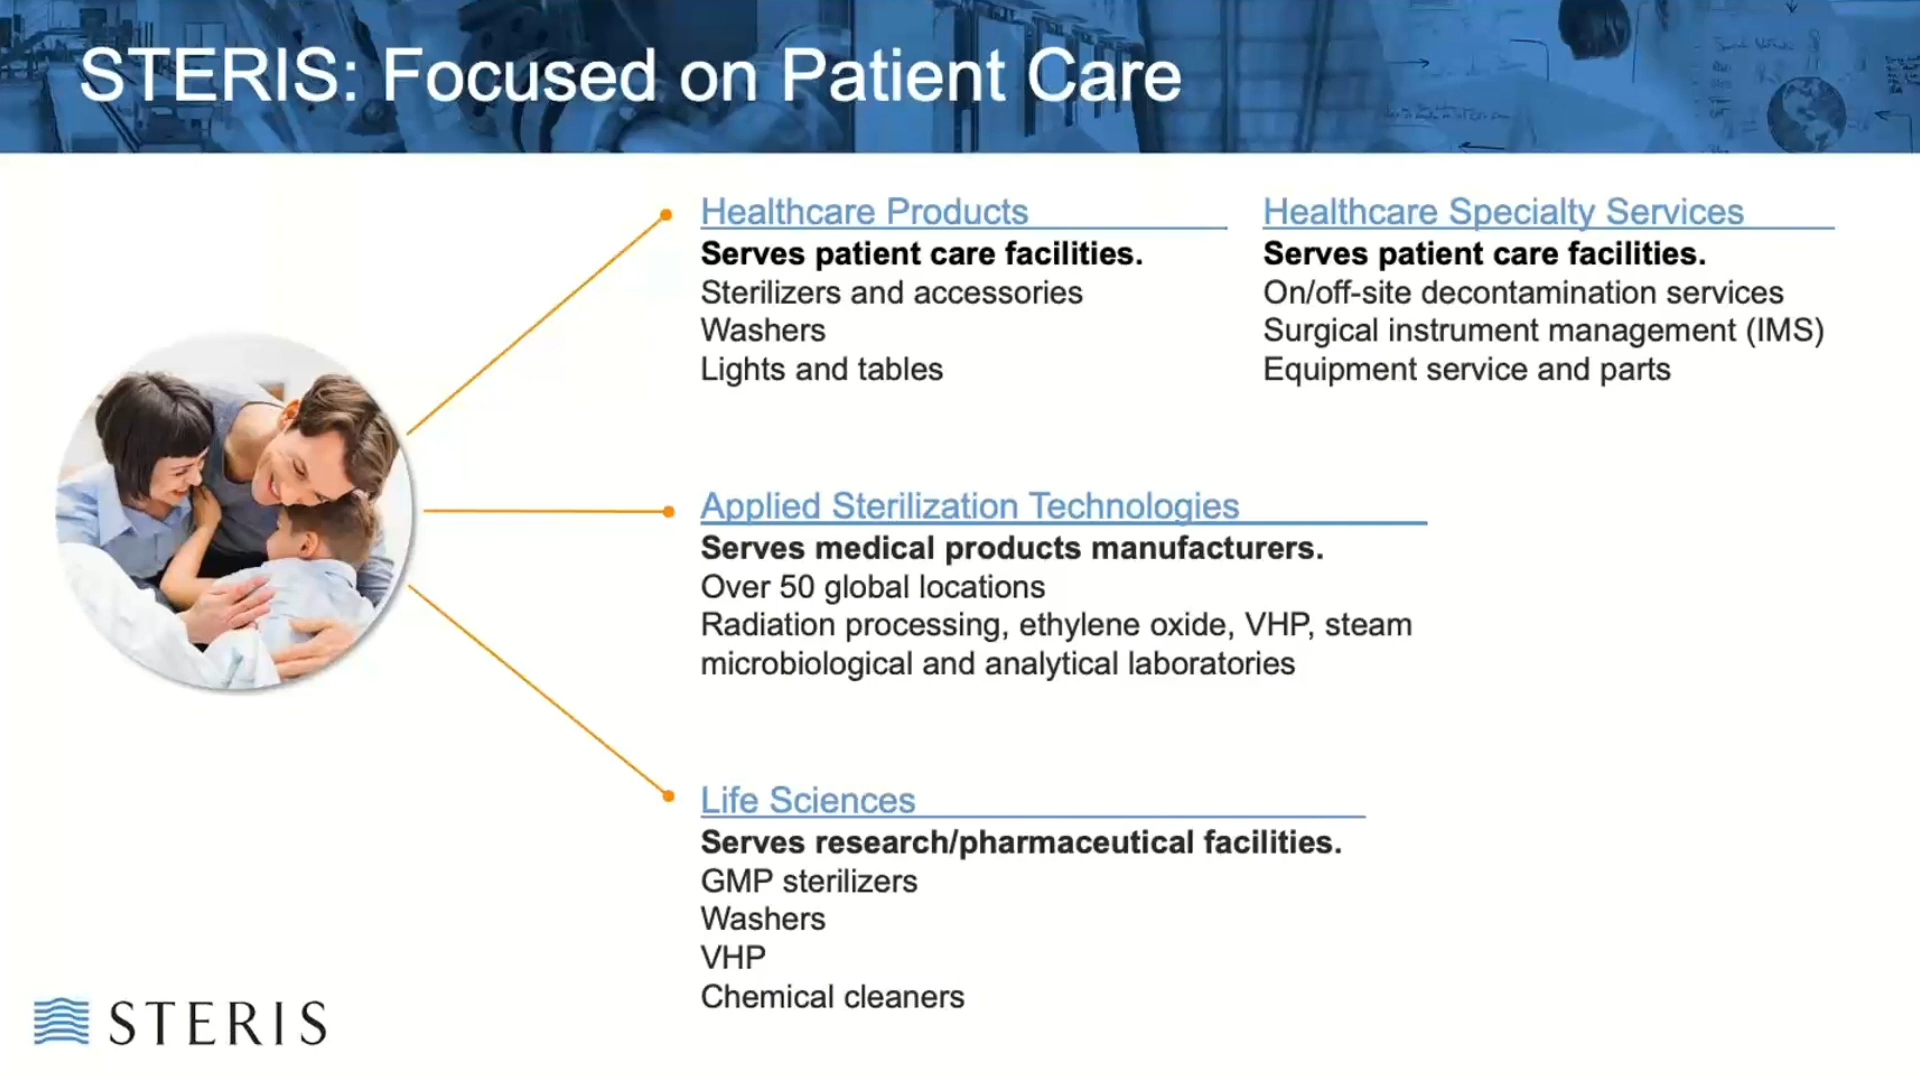 STERIS: Focused on Patient Care
Healthcare Products
Serves patient care facilities.
Sterilizers and accessories
Washers
Lights and tables
Healthcare Specialty Services
Serves patient care facilities.
On/off-site decontamination services
Surgical instrument management (IMS)
Equipment service and parts
Applied Sterilization Technologies
Serves medical products manufacturers.
Over 50 global locations
Radiation processing, ethylene oxide, VHP, steam
microbiological and analytical laboratories
Life Sciences
Serves research/pharmaceutical facilities.
GMP sterilizers
Washers
VHP
Chemical cleaners
STERIS